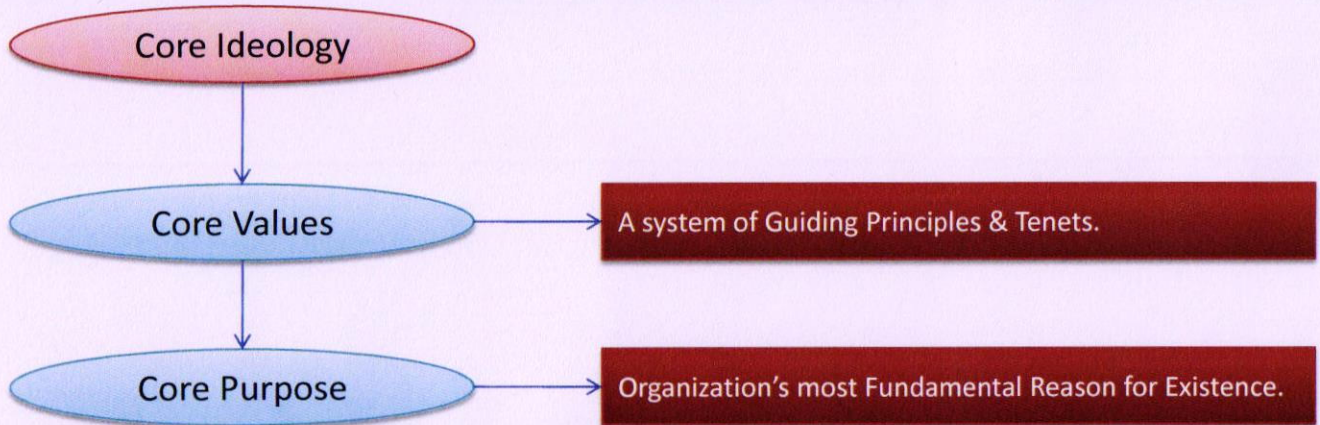 Core Ideology
Core Values
A system of Guiding Principles & Tenets.
Core Purpose
Organization's most Fundamental Reason for Existence.